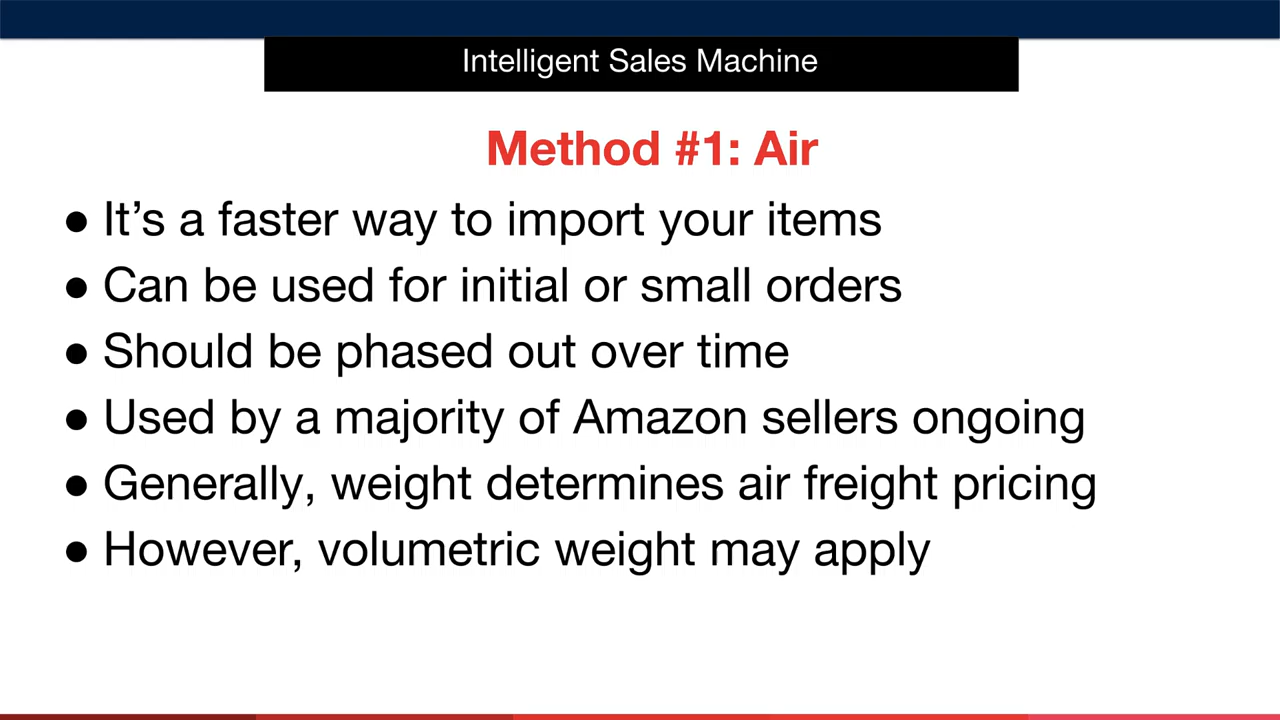 Intelligent Sales Machine
Method #1: Air
● It’s a faster way to import your items
● Can be used for initial or small orders
● Should be phased out over time
● Used by a majority of Amazon sellers ongoing
● Generally, weight determines air freight pricing
● However, volumetric weight may apply